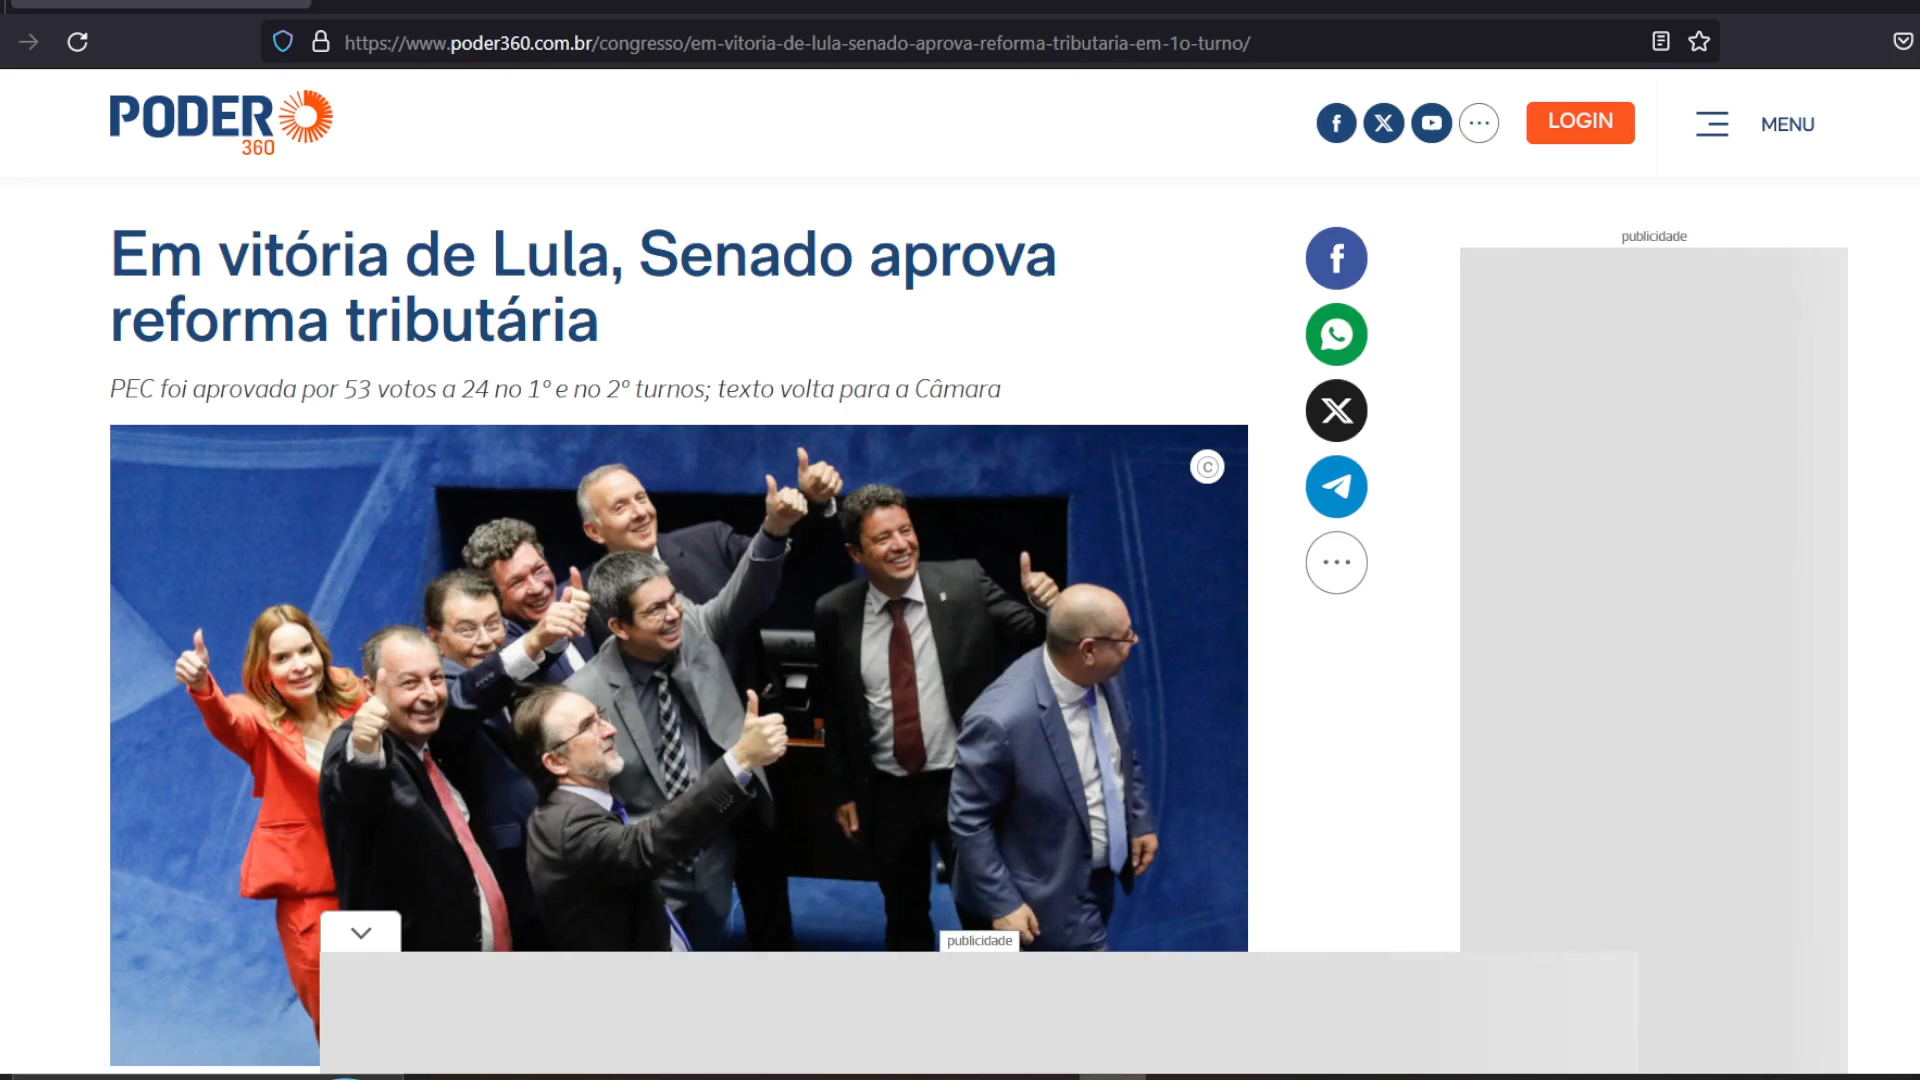 https://www.poder360.com.br/congresso/em-vitoria-de-lula-senado-aprova-reforma-tributaria-em-1o-turno/
PODER
360
LOGIN
MENU
Em vitória de Lula, Senado aprova
reforma tributária
publicidade
PEC foi aprovada por 53 votos a 24 no 1º e no 2º turnos; texto volta para a Câmara
publicidade